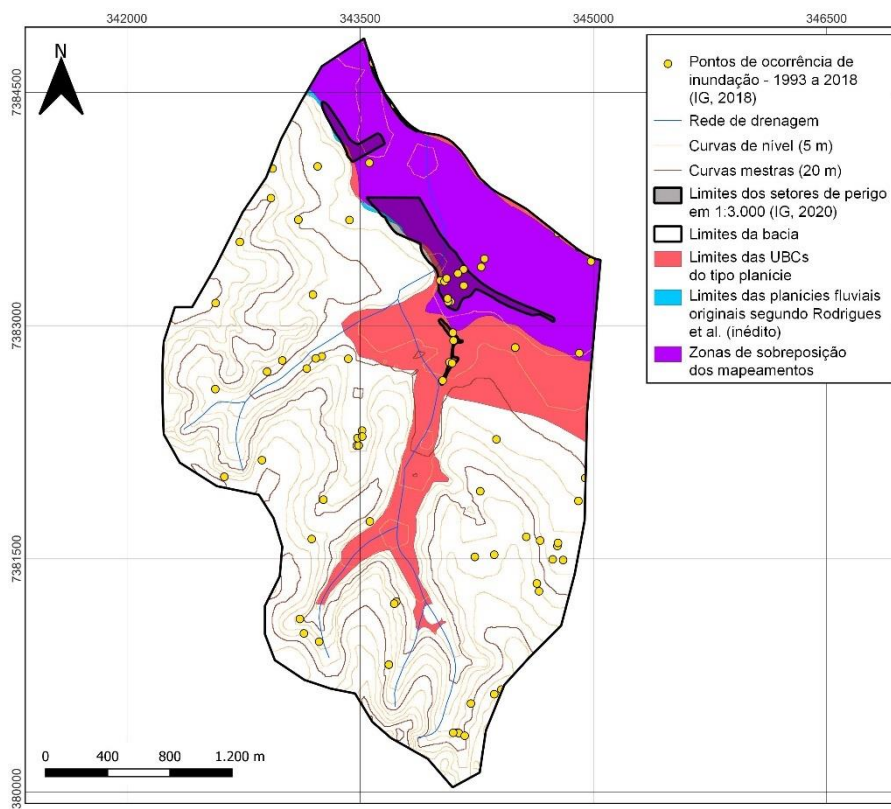 342000 343500 345000 346500
N
7384500
7383000
7381500
380000
0 400 800 1.200 m
Pontos de ocorrência de
inundação - 1993 a 2018
(IG, 2018)
Rede de drenagem
Curvas de nível (5 m)
Curvas mestras (20 m)
Limites dos setores de perigo
em 1:3.000 (IG, 2020)
Limites da bacia
Limites das UBCs
do tipo planície
Limites das planícies fluviais
originais segundo Rodrigues
et al. (inédito)
Zonas de sobreposição
dos mapeamentos